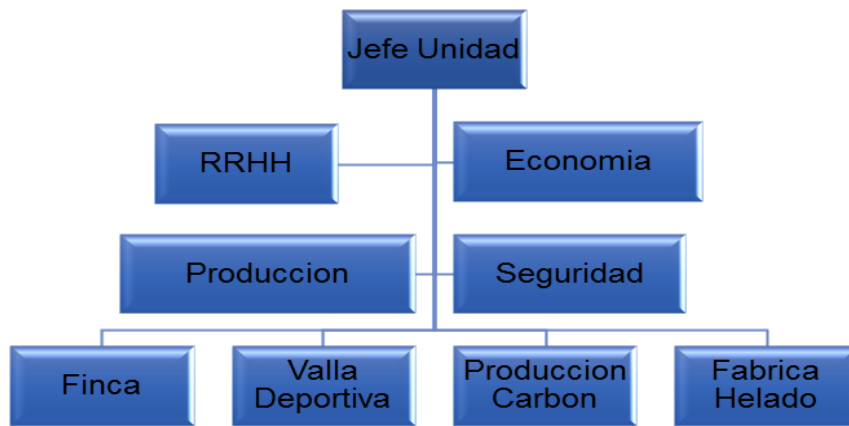 Jefe Unidad
RRHH
Economia
Produccion
Seguridad
Finca
Valla
Deportiva
Produccion
Carbon
Fabrica
Helado